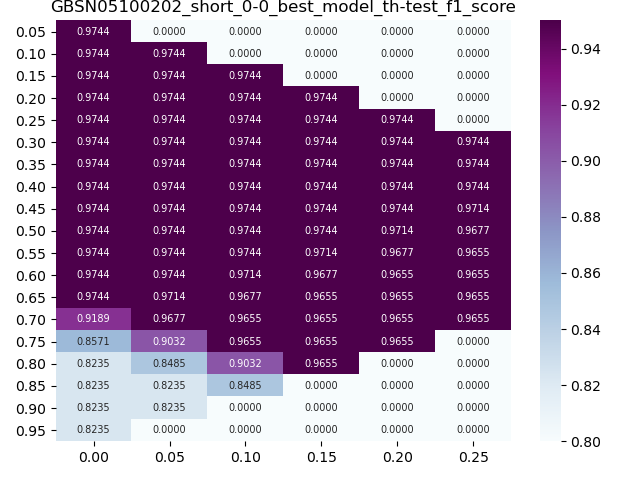 GBSN05100202_short_0-0_best_model_th-test_f1_score
0.05 0.9744 0.0000 0.0000 0.0000 0.0000 0.0000
0.10 0.9744 0.9744 0.0000 0.0000 0.0000 0.0000
0.15 0.9744 0.9744 0.9744 0.0000 0.0000 0.0000
0.20 0.9744 0.9744 0.9744 0.9744 0.0000 0.0000
0.25 0.9744 0.9744 0.9744 0.9744 0.9744 0.0000
0.30 0.9744 0.9744 0.9744 0.9744 0.9744 0.9744
0.35 0.9744 0.9744 0.9744 0.9744 0.9744 0.9744
0.40 0.9744 0.9744 0.9744 0.9744 0.9744 0.9744
0.45 0.9744 0.9744 0.9744 0.9744 0.9744 0.9714
0.50 0.9744 0.9744 0.9744 0.9744 0.9714 0.9677
0.55 0.9744 0.9744 0.9744 0.9714 0.9677 0.9655
0.60 0.9744 0.9744 0.9714 0.9677 0.9655 0.9655
0.65 0.9744 0.9714 0.9677 0.9655 0.9655 0.9655
0.70 0.9189 0.9677 0.9655 0.9655 0.9655 0.9655
0.75 0.8571 0.9032 0.9655 0.9655 0.9655 0.0000
0.80 0.8235 0.8485 0.9032 0.9655 0.0000 0.0000
0.85 0.8235 0.8235 0.8485 0.0000 0.0000 0.0000
0.90 0.8235 0.8235 0.0000 0.0000 0.0000 0.0000
0.95 0.8235 0.0000 0.0000 0.0000 0.0000 0.0000
0.00 0.05 0.10 0.15 0.20 0.25
0.94
0.92
0.90
0.88
0.86
0.84
0.82
0.80